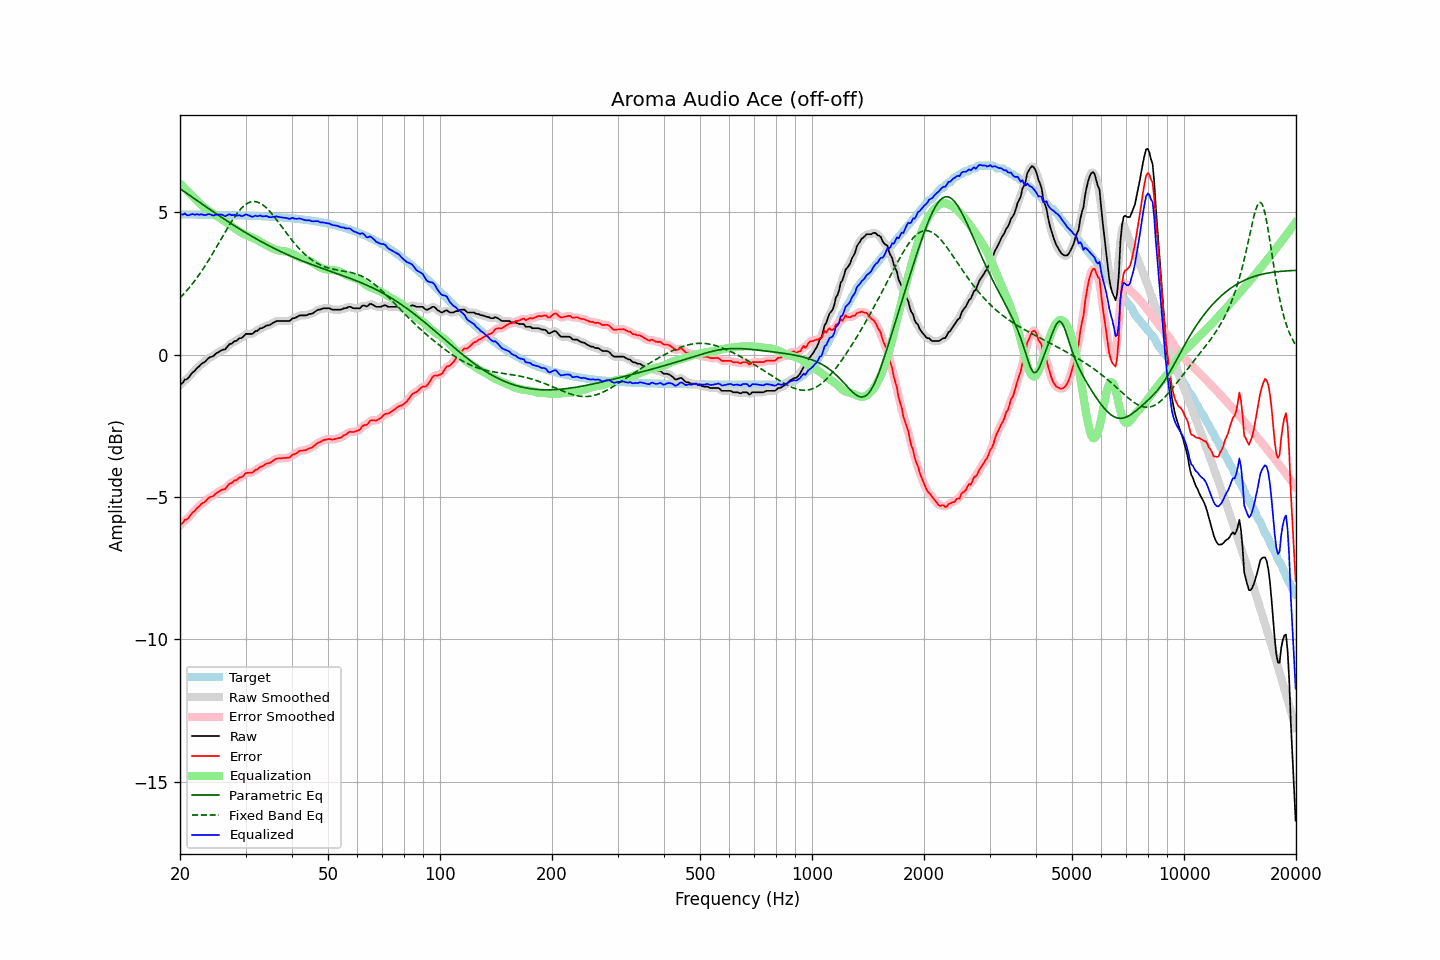 Aroma Audio Ace (off-off)
Amplitude (dBr)
5
0
−5
−10
−15
Target
Raw Smoothed
Error Smoothed
Raw
Error
Equalization
Parametric Eq
Fixed Band Eq
Equalized
20 50 100 200 500 1000 2000 5000 10000 20000
Frequency (Hz)